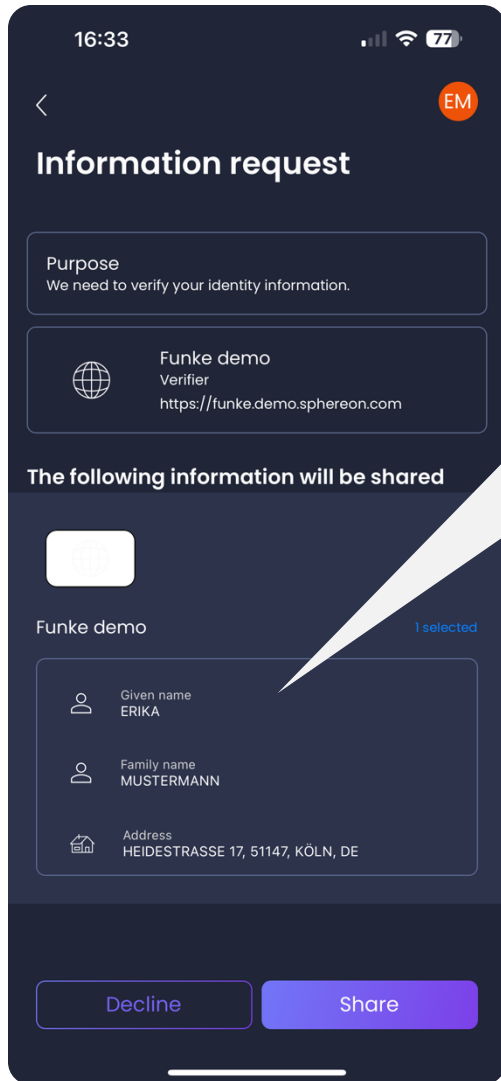 16:33
77
EM
Information request
Purpose
We need to verify your identity information.
Funke demo
Verifier
https://funke.demo.sphereon.com
The following information will be shared
Funke demo
1 selected
Given name
ERIKA
Family name
MUSTERMANN
Address
HEIDESTRASSE 17, 51147, KÖLN, DE
Decline
Share